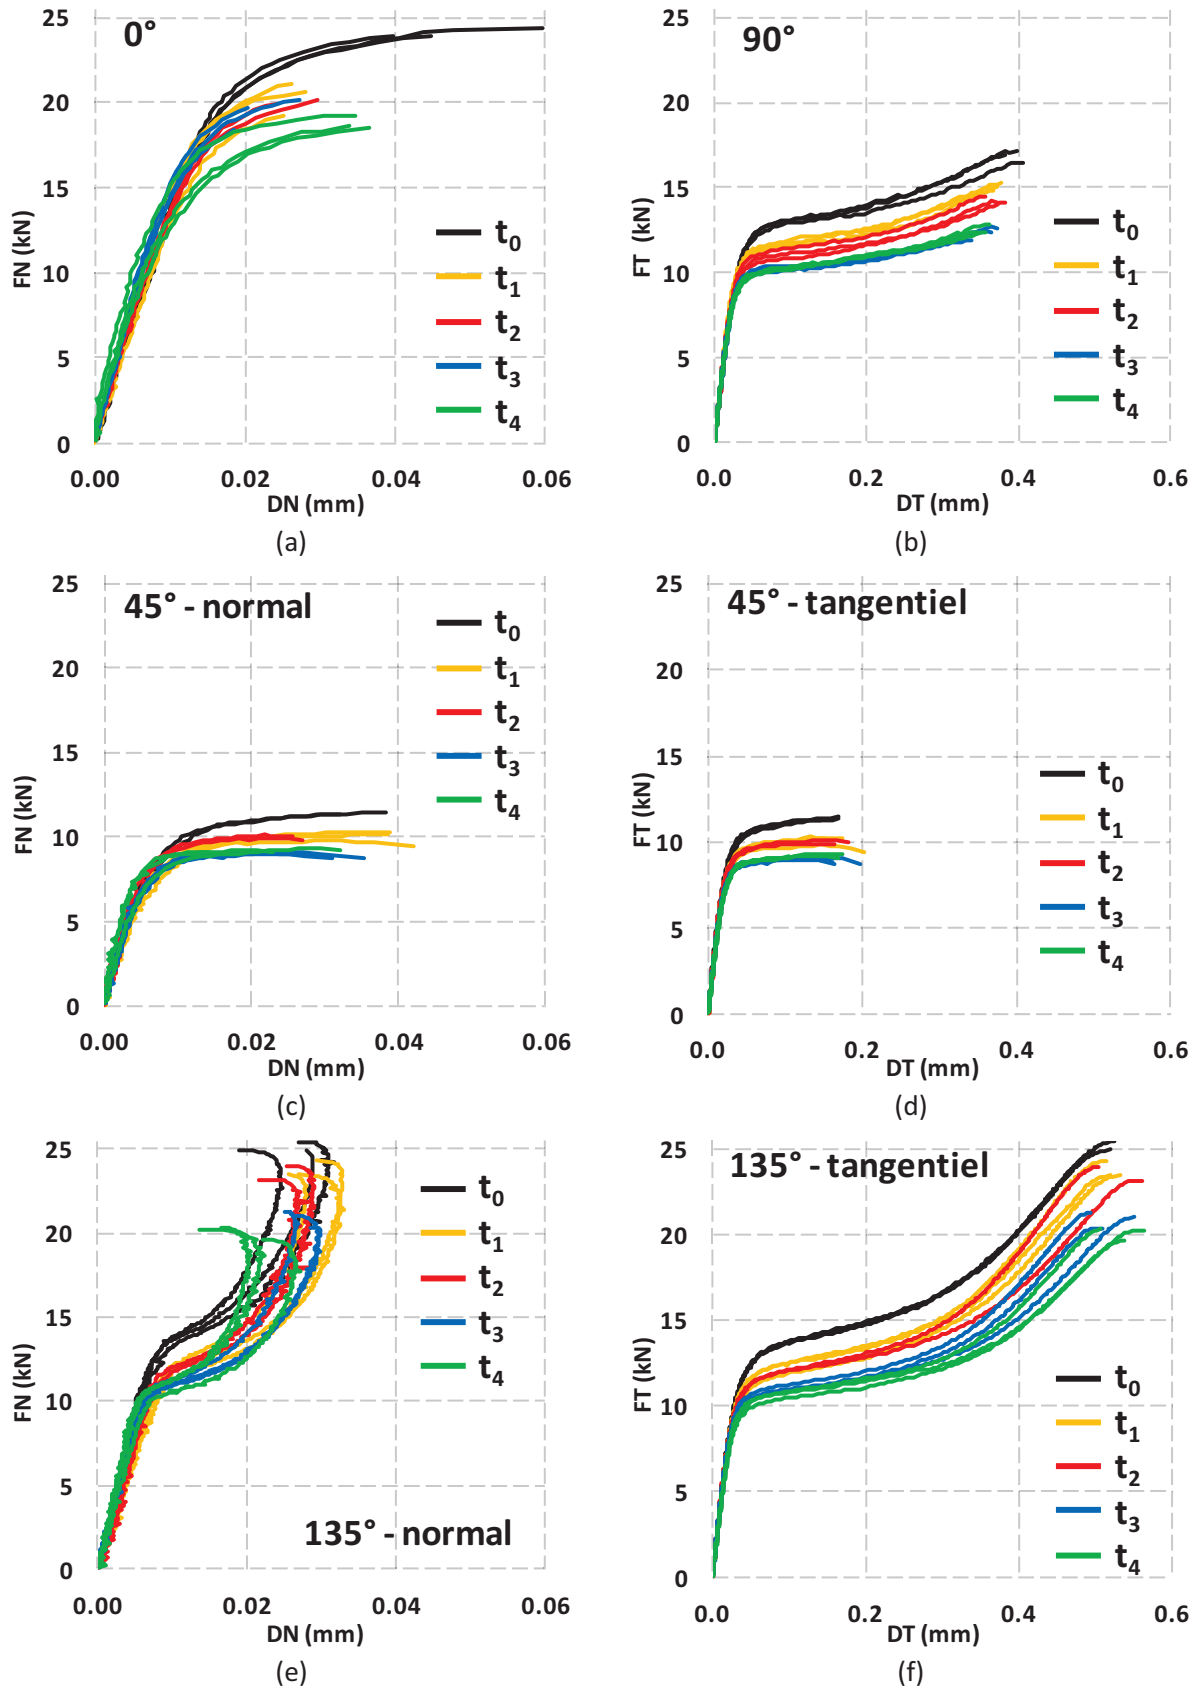 0°
FN (kN)
25
20
15
10
5
0
t0
t1
t2
t3
t4
0.00 0.02 0.04 0.06
DN (mm)
(a)
90°
FT (kN)
25
20
15
10
5
0
t0
t1
t2
t3
t4
0.0 0.2 0.4 0.6
DT (mm)
(b)
45° - normal
FN (kN)
25
20
15
10
5
0
t0
t1
t2
t3
t4
0.00 0.02 0.04 0.06
DN (mm)
(c)
45° - tangentiel
FT (kN)
25
20
15
10
5
0
t0
t1
t2
t3
t4
0.0 0.2 0.4 0.6
DT (mm)
(d)
FN (kN)
25
20
15
10
5
0
t0
t1
t2
t3
t4
135° - normal
0.00 0.02 0.04 0.06
DN (mm)
(e)
135° - tangentiel
FT (kN)
25
20
15
10
5
0
t0
t1
t2
t3
t4
0.0 0.2 0.4 0.6
DT (mm)
(f)